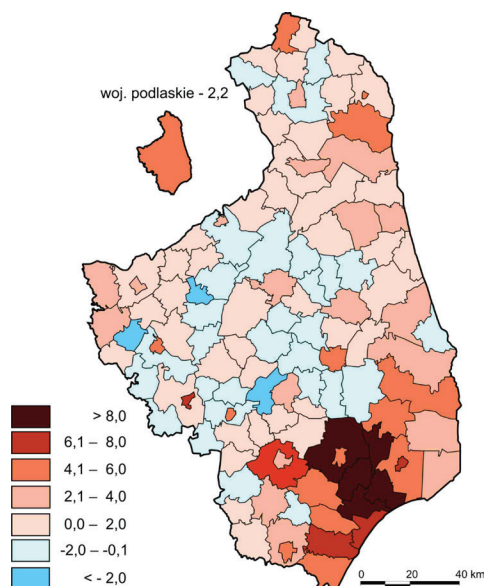 woj. podlaskie - 2,2
> 8,0
6,1 – 8,0
4,1 – 6,0
2,1 – 4,0
0,0 – 2,0
-2,0 – -0,1
< - 2,0
0 20 40 km